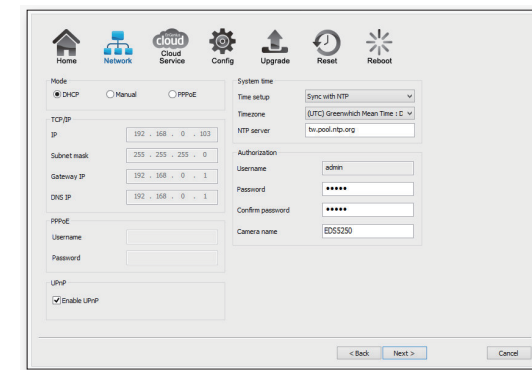 cloud
Home
Network
Cloud
Service
Config
Upgrade
Reset
Reboot
Mode
DHCP
Manual
PPPoE
TCP/IP
IP
192 . 168 . 0 . 103
Subnet mask
255 . 255 . 255 . 0
Gateway IP
192 . 168 . 0 . 1
DNS IP
192 . 168 . 0 . 1
PPPoE
Username
Password
UPnP
Enable UPnP
System time
Time setup
Sync with NTP
Timezone
(UTC) Greenwhich Mean Time : D
NTP server
tw.pool.ntp.org
Authorization
Username
admin
Password
•••••
Confirm password
•••••
Camera name
EDS5250
< Back
Next >
Cancel